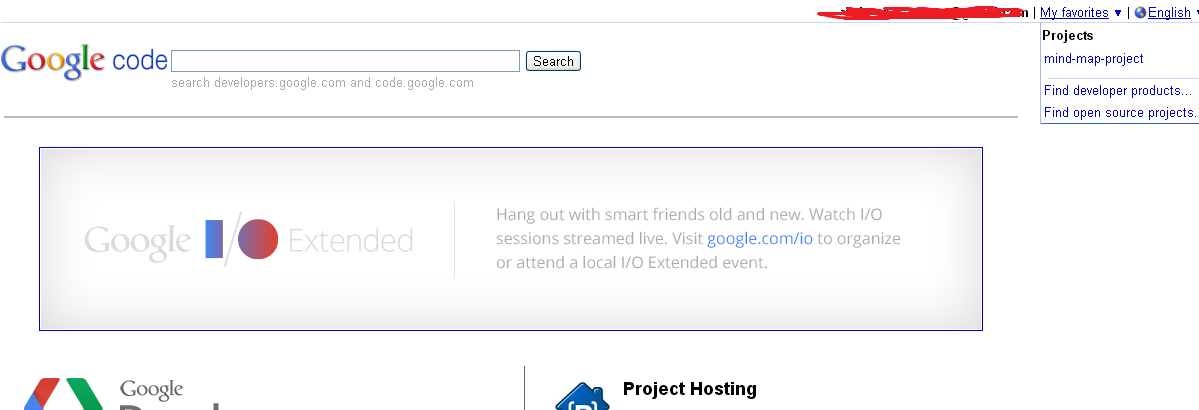 m | My favorites ▼ | English
Google code Search
search developers.google.com and code.google.com
Projects
mind-map-project
Find developer products...
Find open source projects.
Google I/O Extended
Hang out with smart friends old and new. Watch I/O
sessions streamed live. Visit google.com/io to organize
or attend a local I/O Extended event.
Google
Project Hosting